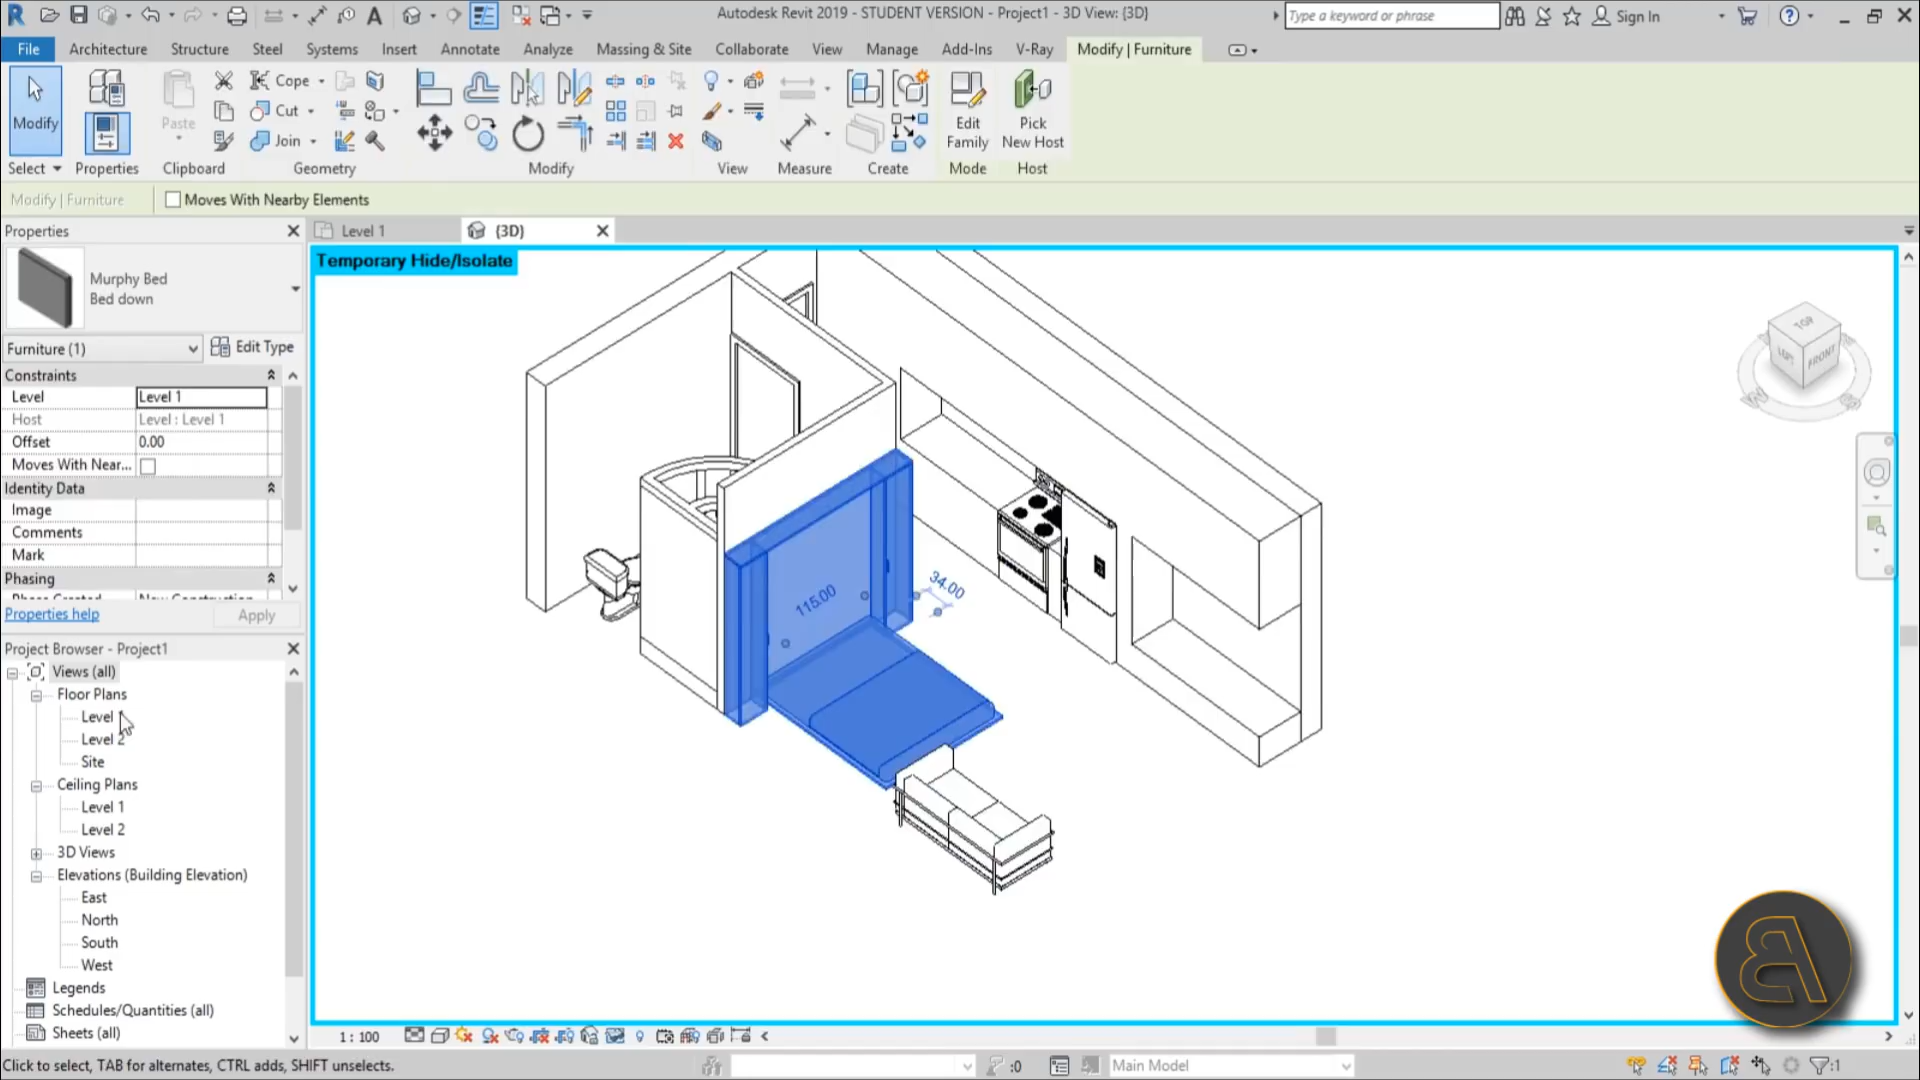 Autodesk Revit 2019 - STUDENT VERSION - Project1 - 3D View: {3D}
Type a keyword or phrase
Sign In
File Architecture Structure Steel Systems Insert Annotate Analyze Massing & Site Collaborate View Manage Add-Ins V-Ray Modify | Furniture
Modify
Paste
Cope
Cut
Join
Edit Family
Pick New Host
Select Properties Clipboard Geometry Modify View Measure Create Mode Host
Modify | Furniture
Moves With Nearby Elements
Properties
Level 1
{3D}
Temporary Hide/Isolate
Murphy Bed
Bed down
Furniture (1)
Edit Type
Constraints
Level Level 1
Host Level : Level 1
Offset 0.00
Moves With Near...
Identity Data
Image
Comments
Mark
Phasing
Properties help
Apply
Project Browser - Project1
Views (all)
Floor Plans
Level
Level 2
Site
Ceiling Plans
Level 1
Level 2
3D Views
Elevations (Building Elevation)
East
North
South
West
Legends
Schedules/Quantities (all)
Sheets (all)
115.00
34.00
TOP
LEFT
FRONT
1 : 100
Click to select, TAB for alternates, CTRL adds, SHIFT unselects.
:0
Main Model
:1